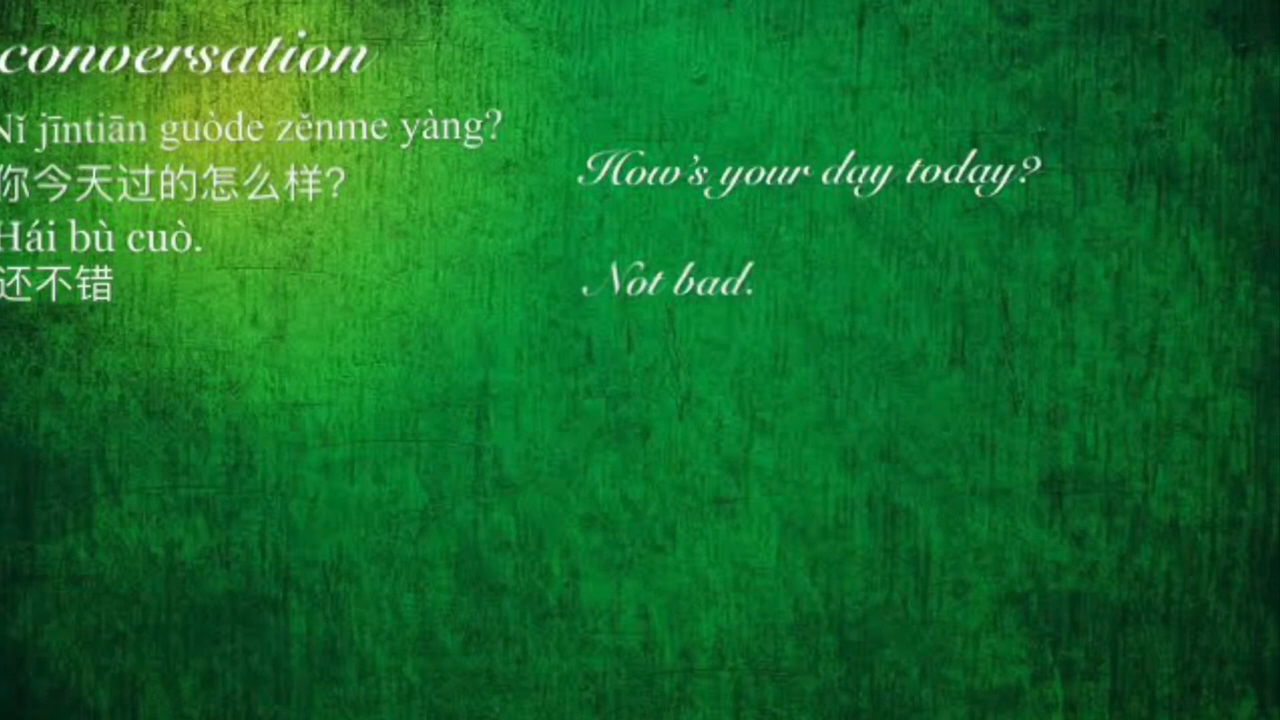 conversation
Nǐ jīntiān guòde zěnme yàng?
你今天过的怎么样?
How's your day today?
Hái bù cuò.
还不错
Not bad.